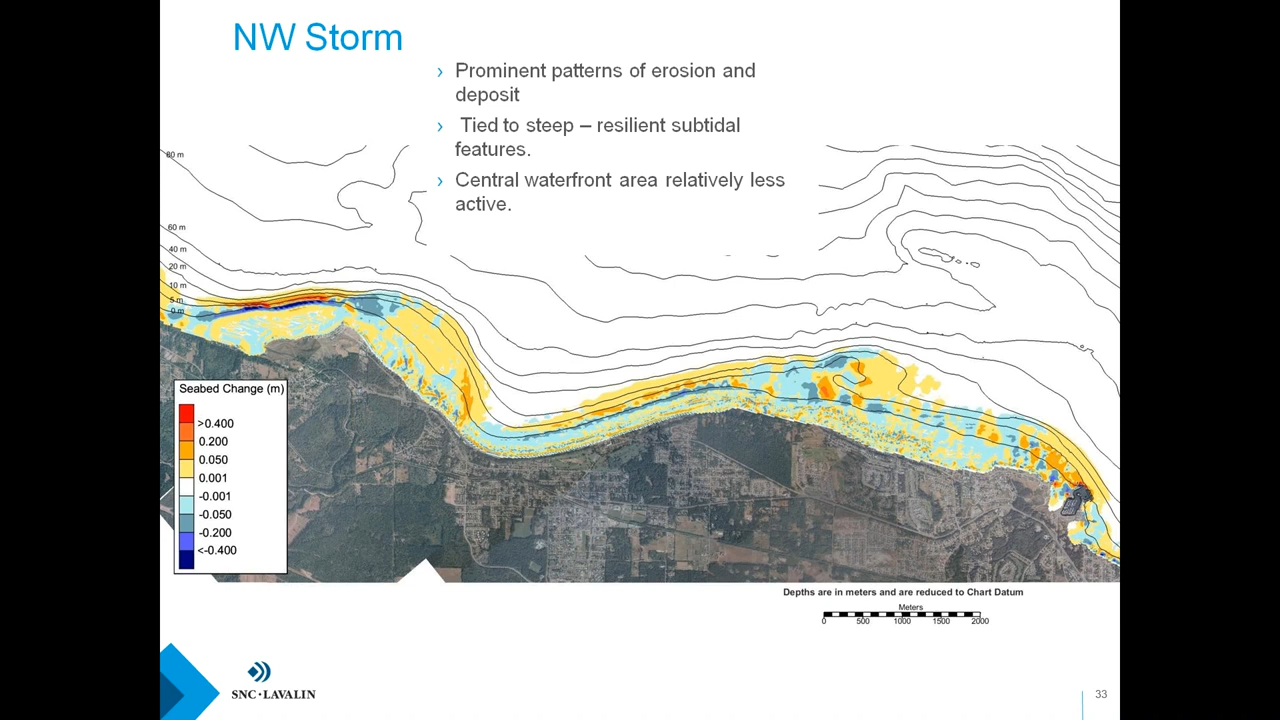 NW Storm
› Prominent patterns of erosion and
deposit
› Tied to steep – resilient subtidal
features.
› Central waterfront area relatively less
active.
80 m
60 m
40 m
20 m
10 m
5 m
0 m
Seabed Change (m)
>0.400
0.200
0.050
0.001
-0.001
-0.050
-0.200
<-0.400
Depths are in meters and are reduced to Chart Datum
Meters
0 500 1000 1500 2000
SNC·LAVALIN
33